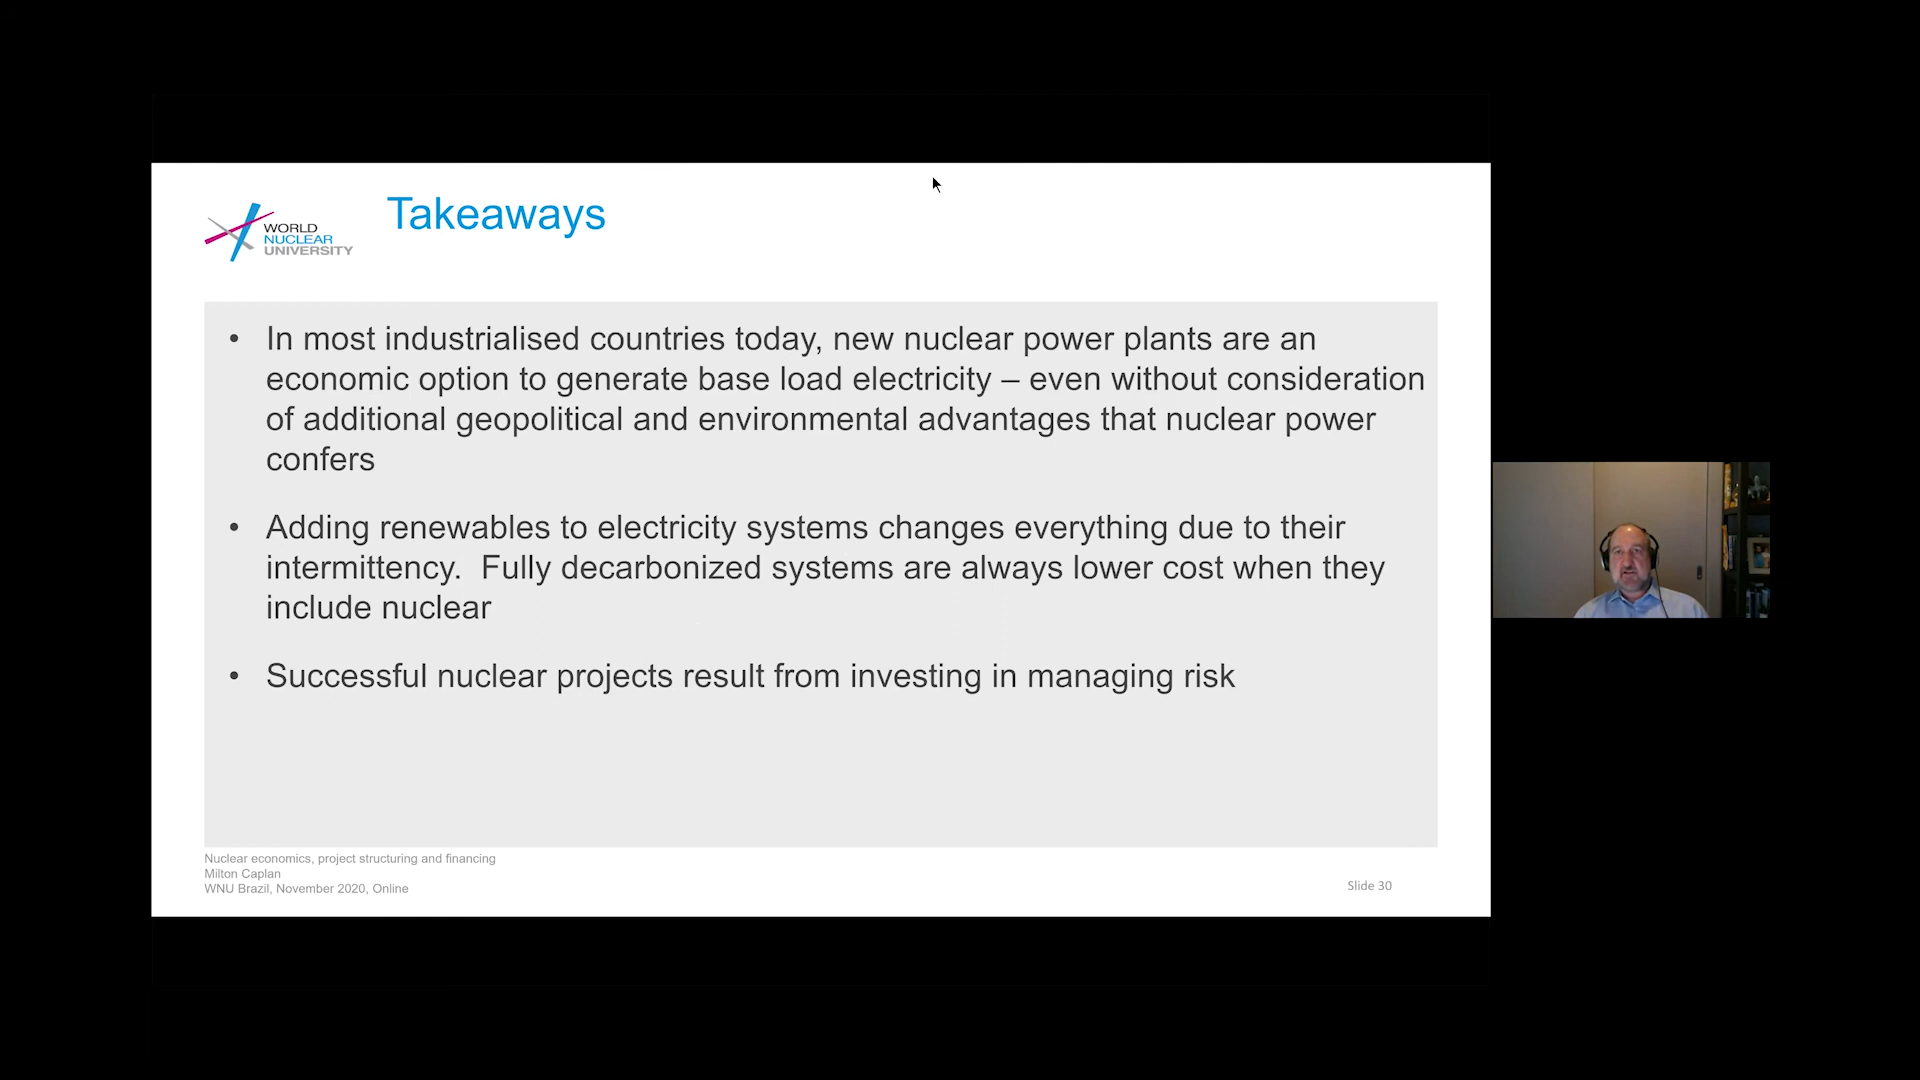 WORLD
NUCLEAR
UNIVERSITY
Takeaways
• In most industrialised countries today, new nuclear power plants are an
economic option to generate base load electricity – even without consideration
of additional geopolitical and environmental advantages that nuclear power
confers
• Adding renewables to electricity systems changes everything due to their
intermittency.  Fully decarbonized systems are always lower cost when they
include nuclear
• Successful nuclear projects result from investing in managing risk
Nuclear economics, project structuring and financing
Milton Caplan
WNU Brazil, November 2020, Online
Slide 30